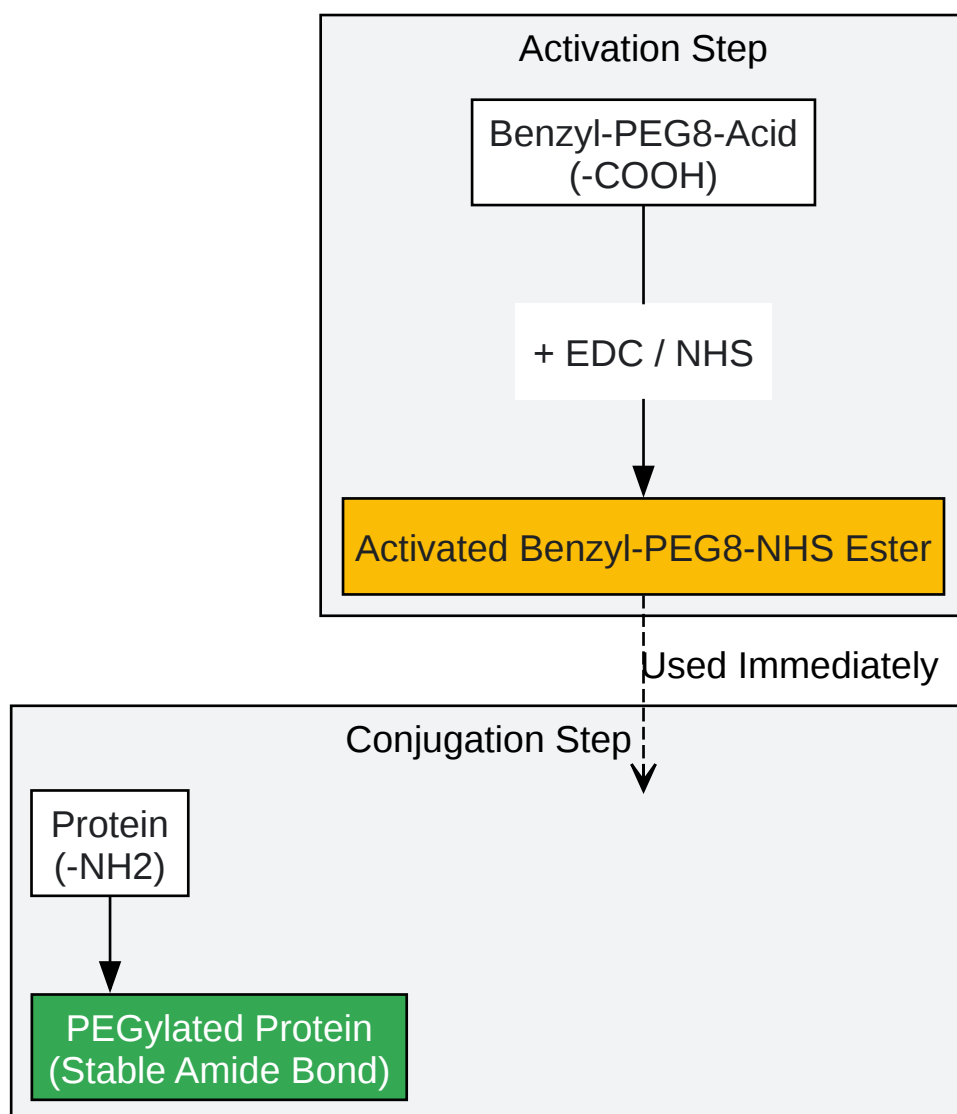 Activation Step
Benzyl-PEG8-Acid
(-COOH)
+ EDC / NHS
Activated Benzyl-PEG8-NHS Ester
Used Immediately
Conjugation Step
Protein
(-NH2)
PEGylated Protein
(Stable Amide Bond)